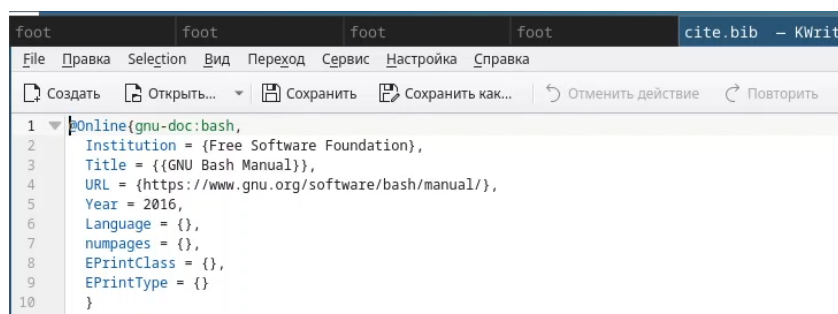 foot foot foot foot cite.bib — KWrit
File Правка Selection Вид Переход Сервис Настройка Справка
Создать Открыть... Сохранить Сохранить как... Отменить действие Повторить
1 @Online{gnu-doc:bash,
2 Institution = {Free Software Foundation},
3 Title = {{GNU Bash Manual}},
4 URL = {https://www.gnu.org/software/bash/manual/},
5 Year = 2016,
6 Language = {},
7 numpages = {},
8 EPrintClass = {},
9 EPrintType = {}
10 }